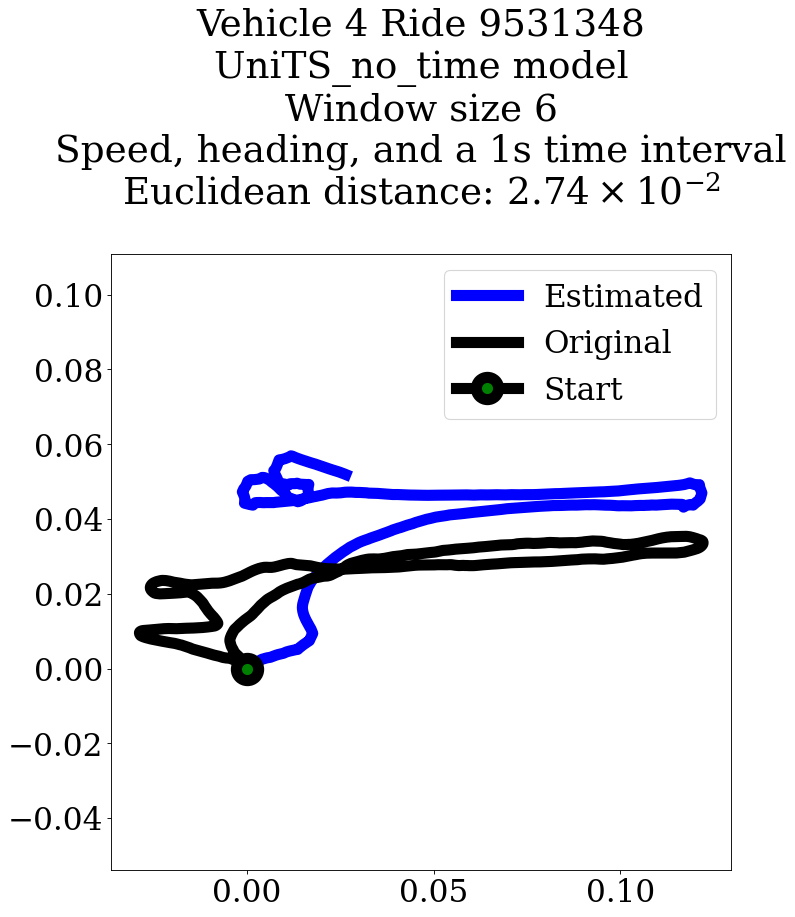 Vehicle 4 Ride 9531348
UniTS_no_time model
Window size 6
Speed, heading, and a 1s time interval
Euclidean distance: 2.74 × 10⁻²
Estimated
Original
Start
0.10
0.08
0.06
0.04
0.02
0.00
−0.02
−0.04
0.00 0.05 0.10